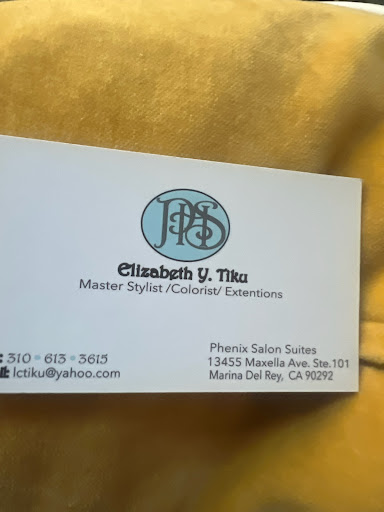 PHS
Elizabeth Y. Tiku
Master Stylist /Colorist/ Extentions
: 310 • 613 • 3615
lctiku@yahoo.com
Phenix Salon Suites
13455 Maxella Ave. Ste.101
Marina Del Rey, CA 90292